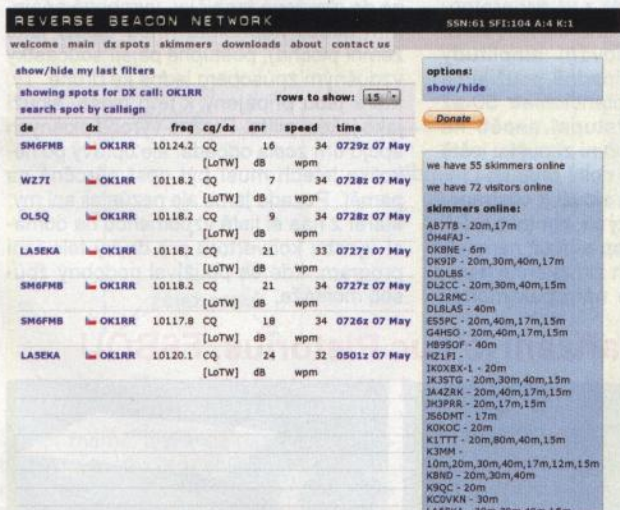 REVERSE BEACON NETWORK
SSN:61 SFI:104 A:4 K:1
welcome main dx spots skimmers downloads about contact us
show/hide my last filters
showing spots for DX call: OK1RR
rows to show: 15
search spot by callsign
de dx freq cq/dx snr speed time
SM6FMB OK1RR 10124.2 CQ 16 34 0729z 07 May
[LoTW] dB wpm
WZ7I OK1RR 10118.2 CQ 7 34 0728z 07 May
[LoTW] dB wpm
OL5Q OK1RR 10118.2 CQ 9 34 0728z 07 May
[LoTW] dB wpm
LA5EKA OK1RR 10118.2 CQ 21 33 0727z 07 May
[LoTW] dB wpm
SM6FMB OK1RR 10118.2 CQ 21 34 0727z 07 May
[LoTW] dB wpm
SM6FMB OK1RR 10117.8 CQ 18 34 0726z 07 May
[LoTW] dB wpm
LA5EKA OK1RR 10120.1 CQ 24 32 0501z 07 May
[LoTW] dB wpm
options:
show/hide
Donate
we have 55 skimmers online
we have 72 visitors online
skimmers online:
AB7TB - 20m,17m
DH4FAJ -
DK8NE - 6m
DK9IP - 20m,30m,40m,17m
DL0LBS -
DL2CC - 20m,30m,40m,15m
DL2RMC -
DL8LAS - 40m
ES5PC - 20m,40m,17m,15m
G4HSO - 20m,40m,17m,15m
HB9SOF - 40m
HZ1FI -
IK0XBX-1 - 20m
IK3STG - 20m,30m,40m,15m
JA4ZRK - 20m,40m,17m,15m
JH3PRR - 20m,17m,15m
JS6DMT - 17m
K0KOC - 20m
K1TTT - 20m,80m,40m,15m
K3MM -
10m,20m,30m,40m,17m,12m,15m
K8ND - 20m,30m,40m
K9QC - 20m
KC0VKN - 30m